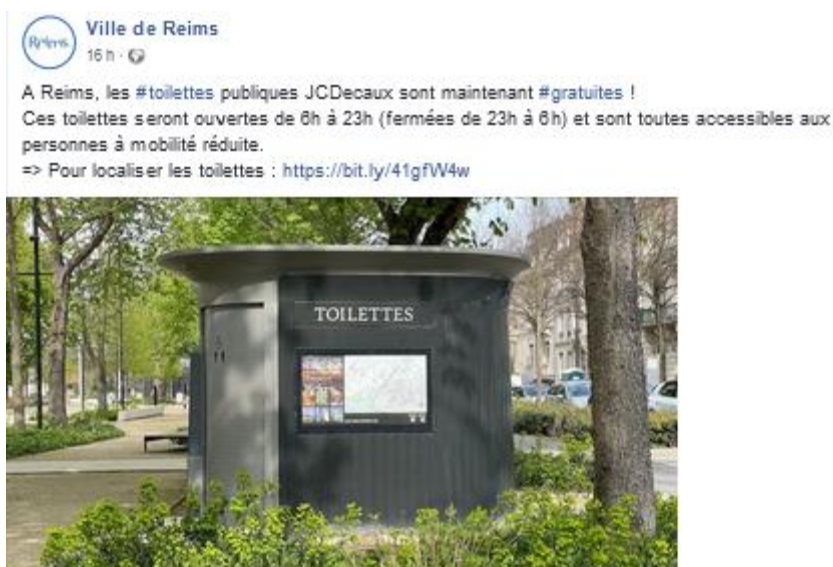 Reims
Ville de Reims
16 h ·
A Reims, les #toilettes publiques JCDecaux sont maintenant #gratuites !
Ces toilettes seront ouvertes de 6h à 23h (fermées de 23h à 6h) et sont toutes accessibles aux
personnes à mobilité réduite.
=> Pour localiser les toilettes : https://bit.ly/41gfW4w
TOILETTES